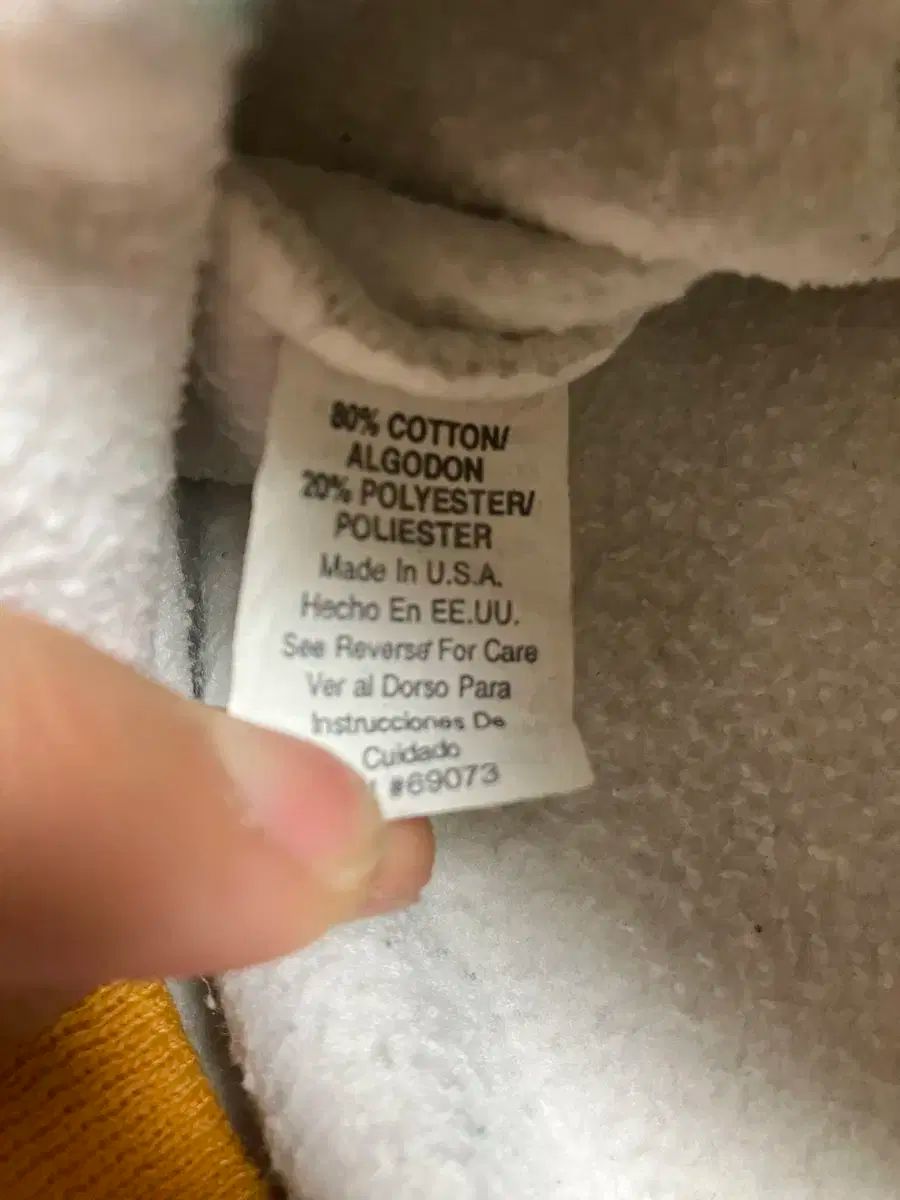 80% COTTON/
ALGODON
20% POLYESTER/
POLIESTER
Made In U.S.A.
Hecho En EE.UU.
See Reverse For Care
Ver al Dorso Para
Instrucciones De
Cuidado
#69073